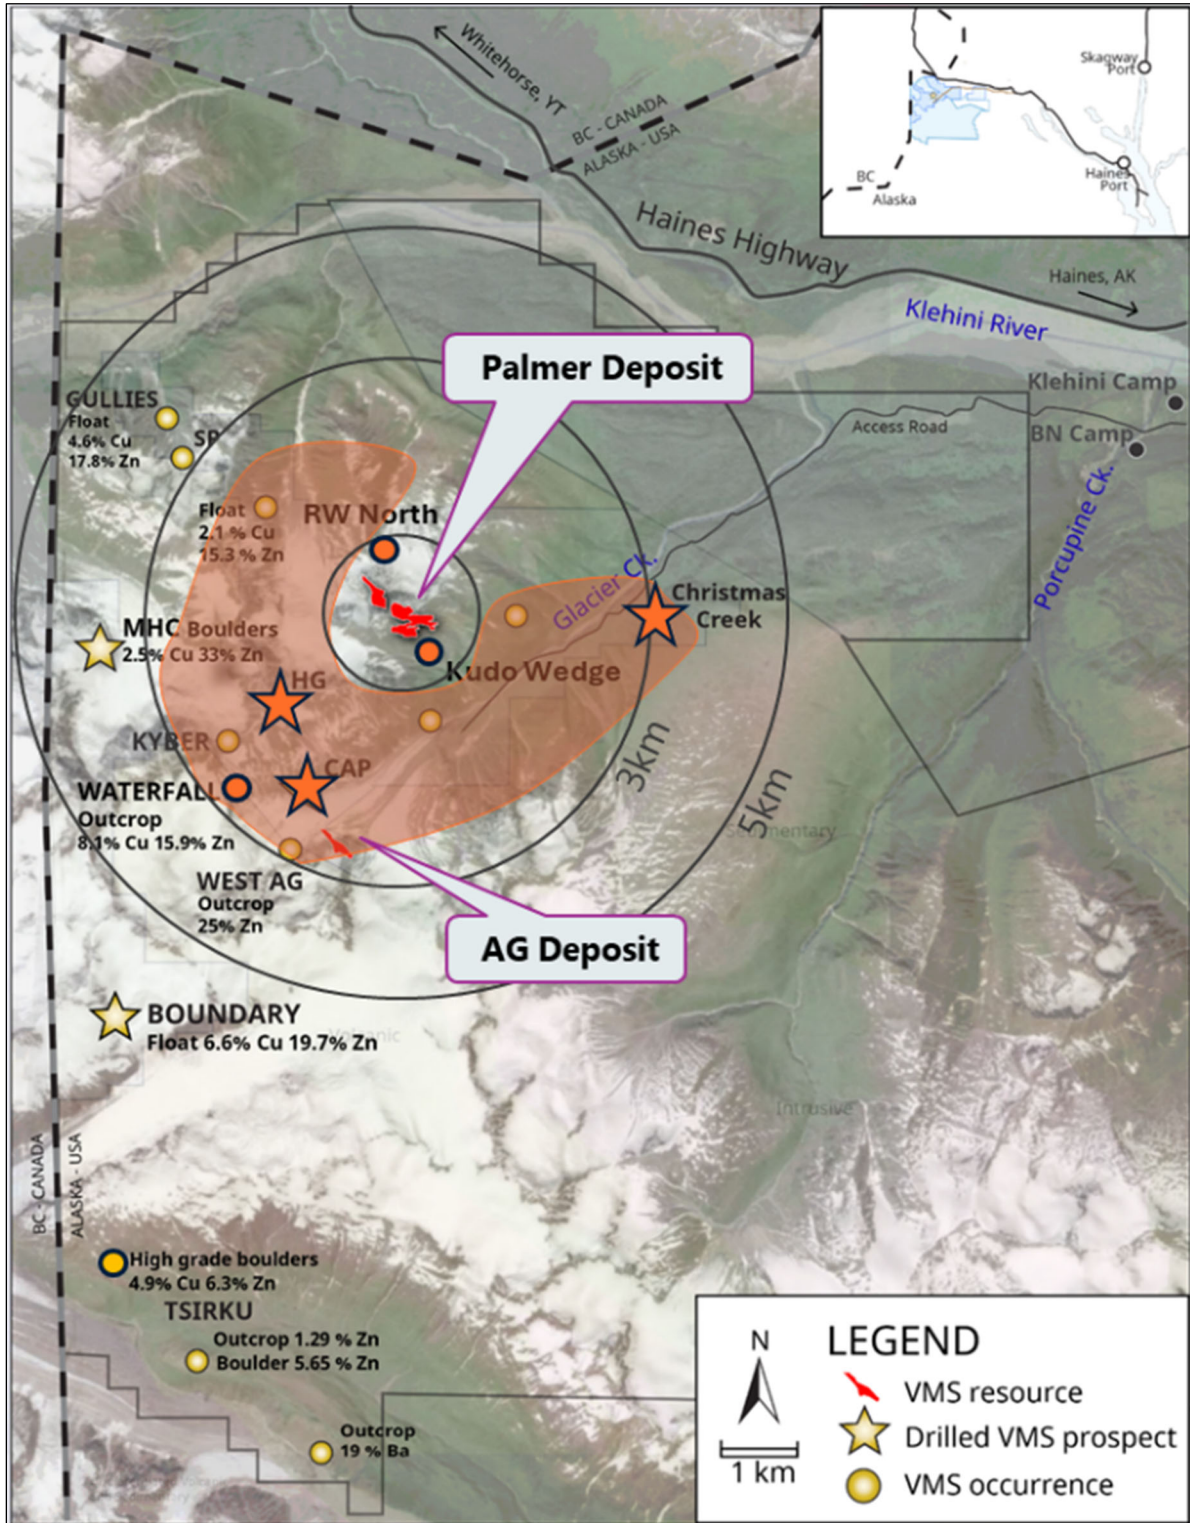 Whitehorse, YT
BC - CANADA
ALASKA - USA
Skagway
Port
Haines
Port
BC
Alaska
Haines Highway
Haines, AK
Klehini River
Palmer Deposit
Klehini Camp
Access Road
BN Camp
GULLIES
Float
4.6% Cu
17.8% Zn
SP
Porcupine Ck.
Float
2.1 % Cu
15.3 % Zn
RW North
Glacier Ck.
Christmas
Creek
MHC Boulders
2.5% Cu 33% Zn
HG
Kudo Wedge
KYBER
CAP
3km
5km
WATERFALL
Outcrop
8.1% Cu 15.9% Zn
Sedimentary
WEST AG
Outcrop
25% Zn
AG Deposit
BOUNDARY
Float 6.6% Cu 19.7% Zn
Volcanic
Intrusive
BC - CANADA
ALASKA - USA
High grade boulders
4.9% Cu 6.3% Zn
TSIRKU
Outcrop 1.29 % Zn
Boulder 5.65 % Zn
Outcrop
19 % Ba
N
1 km
LEGEND
VMS resource
Drilled VMS prospect
VMS occurrence